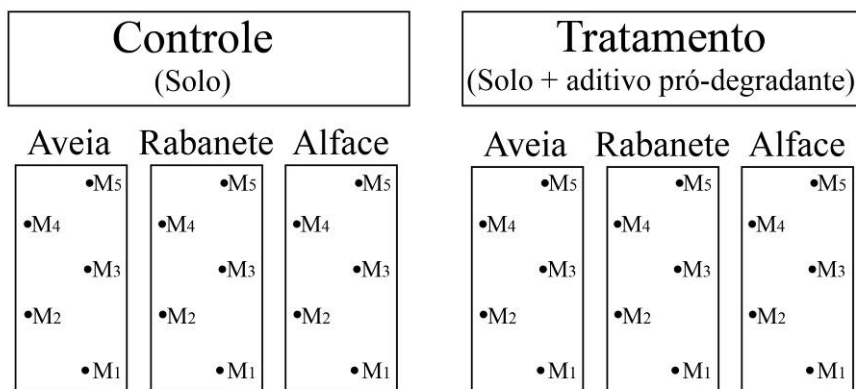 Controle
(Solo)
Tratamento
(Solo + aditivo pró-degradante)
Aveia Rabanete Alface
•M5 •M5 •M5
•M4 •M4 •M4
•M3 •M3 •M3
•M2 •M2 •M2
•M1 •M1 •M1
Aveia Rabanete Alface
•M5 •M5 •M5
•M4 •M4 •M4
•M3 •M3 •M3
•M2 •M2 •M2
•M1 •M1 •M1